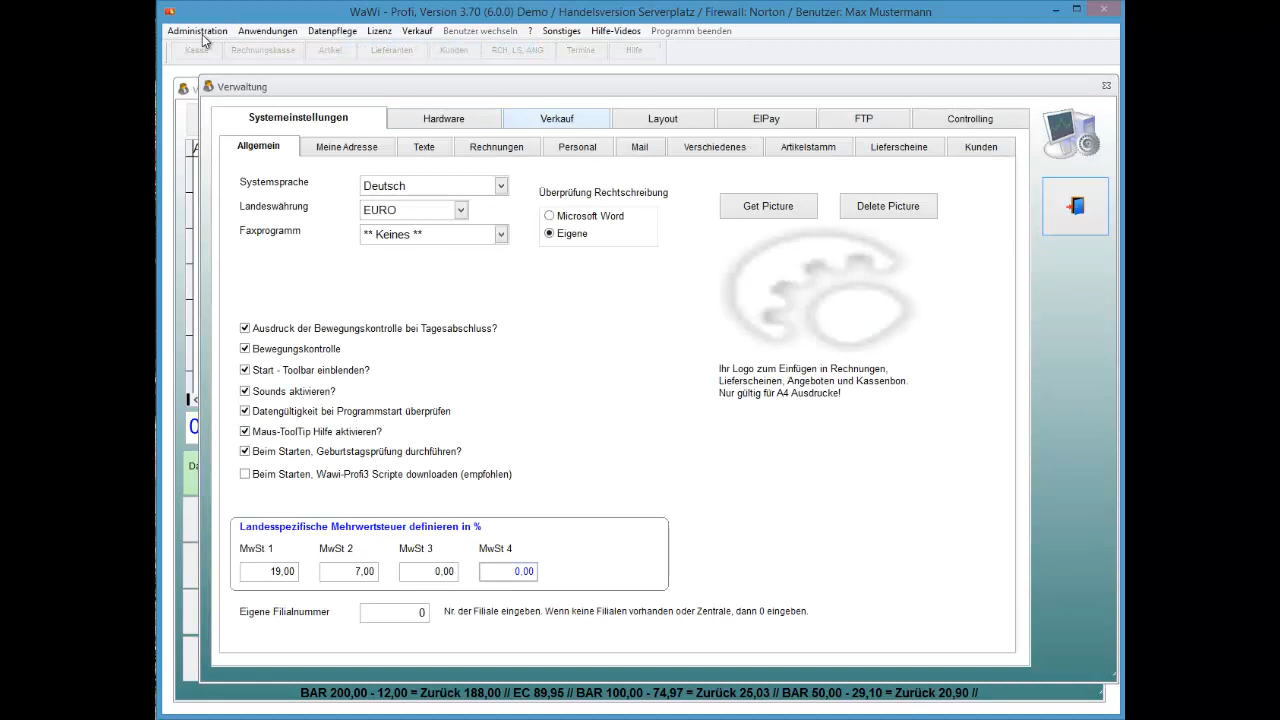 WaWi - Profi, Version 3.70 (6.0.0) Demo / Handelsversion Serverplatz / Firewall: Norton / Benutzer: Max Mustermann
Administration Anwendungen Datenpflege Lizenz Verkauf Benutzer wechseln ? Sonstiges Hilfe-Videos Programm beenden
Kasse Rechnungskasse Artikel Lieferanten Kunden RCH, LS, ANG Termine Hilfe
Verwaltung
Systemeinstellungen Hardware Verkauf Layout ElPay FTP Controlling
Allgemein Meine Adresse Texte Rechnungen Personal Mail Verschiedenes Artikelstamm Lieferscheine Kunden
Systemsprache Deutsch
Landeswährung EURO
Faxprogramm ** Keines **
Überprüfung Rechtschreibung
Microsoft Word
Eigene
Get Picture Delete Picture
Ihr Logo zum Einfügen in Rechnungen,
Lieferscheinen, Angeboten und Kassenbon.
Nur gültig für A4 Ausdrucke!
Ausdruck der Bewegungskontrolle bei Tagesabschluss?
Bewegungskontrolle
Start - Toolbar einblenden?
Sounds aktivieren?
Datengültigkeit bei Programmstart überprüfen
Maus-ToolTip Hilfe aktivieren?
Beim Starten, Geburtstagsprüfung durchführen?
Beim Starten, Wawi-Profi3 Scripte downloaden (empfohlen)
Landesspezifische Mehrwertsteuer definieren in %
MwSt 1 MwSt 2 MwSt 3 MwSt 4
19,00 7,00 0,00 0,00
Eigene Filialnummer 0 Nr. der Filiale eingeben. Wenn keine Filialen vorhanden oder Zentrale, dann 0 eingeben.
BAR 200,00 - 12,00 = Zurück 188,00 // EC 89,95 // BAR 100,00 - 74,97 = Zurück 25,03 // BAR 50,00 - 29,10 = Zurück 20,90 //